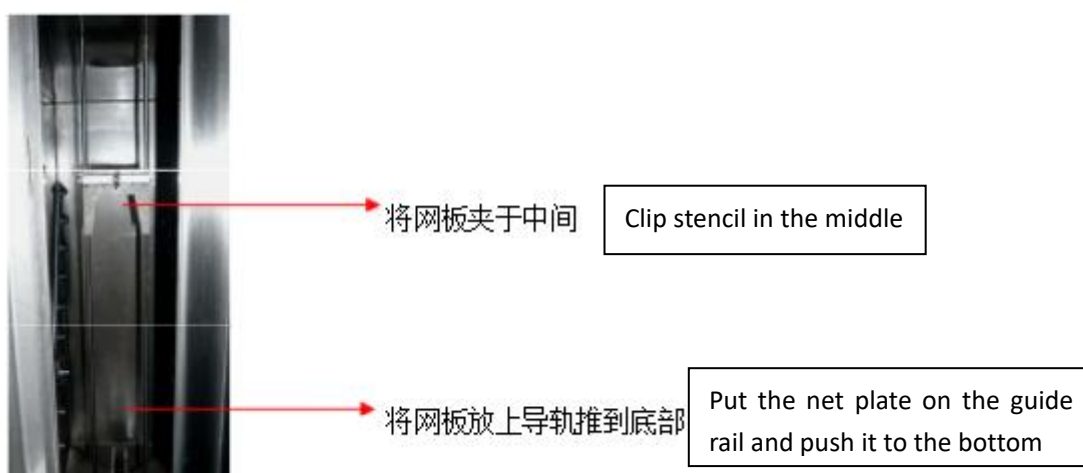 将网板夹于中间
Clip stencil in the middle
将网板放上导轨推到底部
Put the net plate on the guide
rail and push it to the bottom